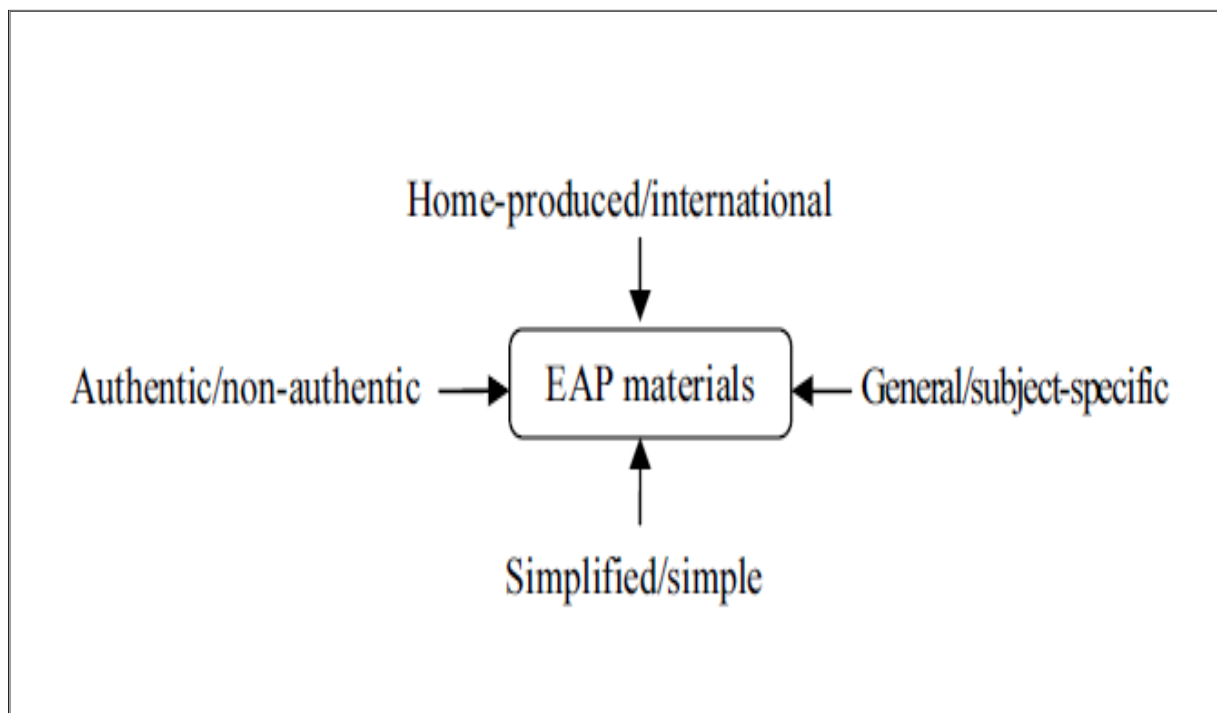 Home-produced/international
Authentic/non-authentic
EAP materials
General/subject-specific
Simplified/simple